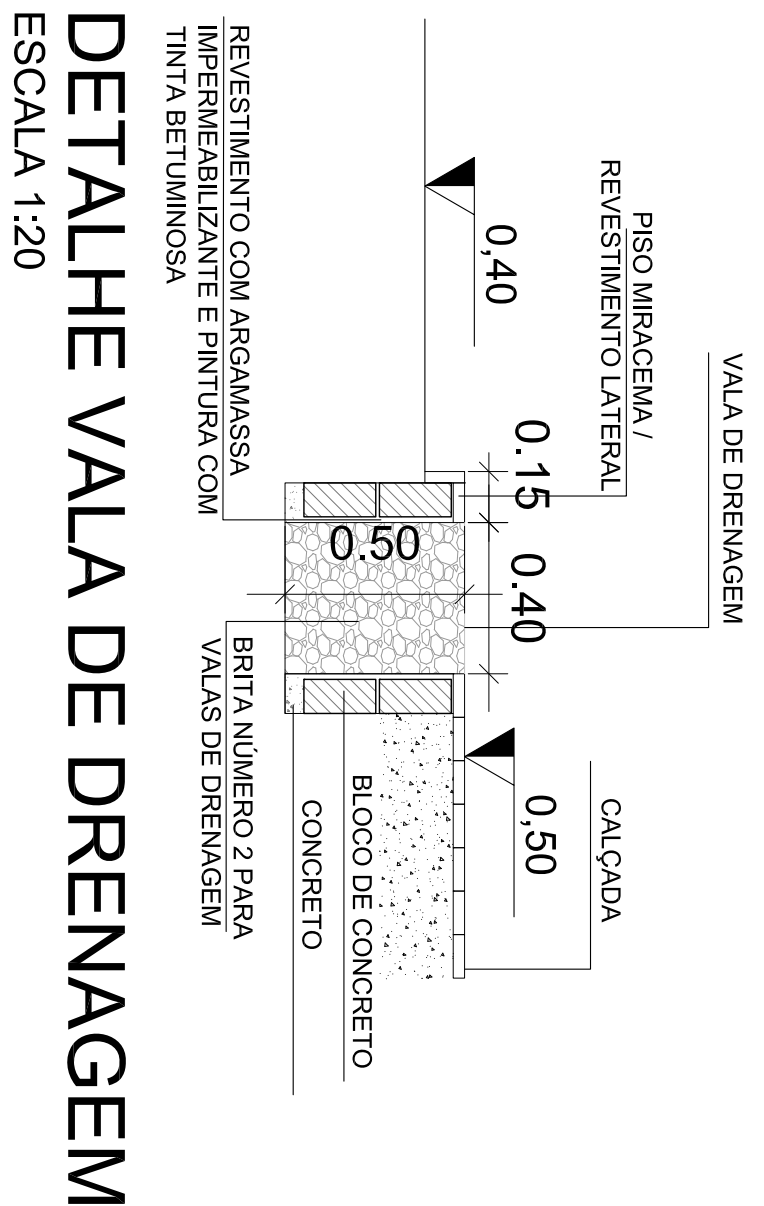 VALA DE DRENAGEM
PISO MIRACEMA /
REVESTIMENTO LATERAL
CALÇADA
0,40
0.15
0.40
0,50
0.50
BLOCO DE CONCRETO
CONCRETO
BRITA NÚMERO 2 PARA
VALAS DE DRENAGEM
REVESTIMENTO COM ARGAMASSA
IMPERMEABILIZANTE E PINTURA COM
TINTA BETUMINOSA
DETALHE VALA DE DRENAGEM
ESCALA 1:20